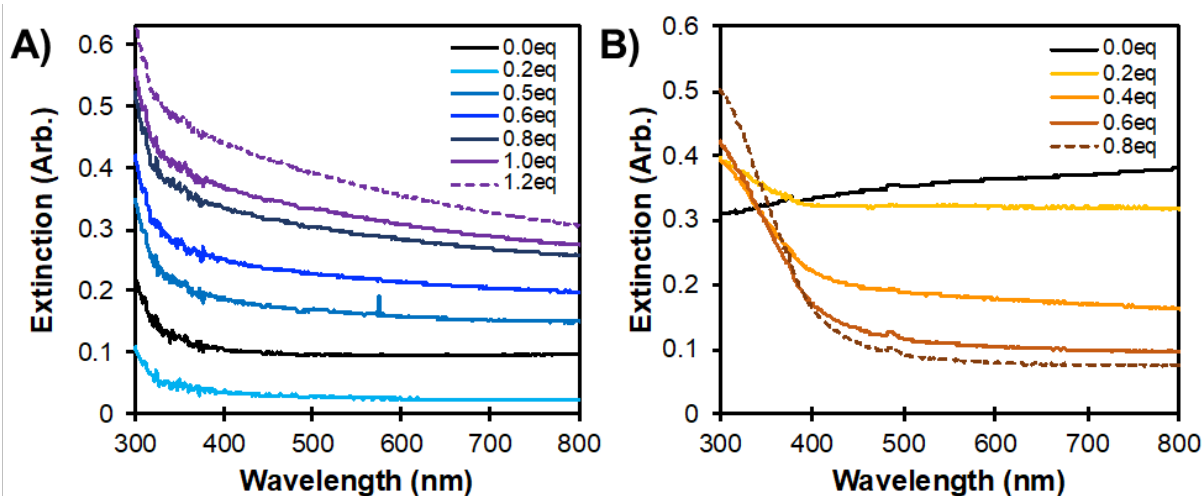 A)
0.6
0.5
0.4
0.3
0.2
0.1
0
Extinction (Arb.)
0.0eq
0.2eq
0.5eq
0.6eq
0.8eq
1.0eq
1.2eq
300 400 500 600 700 800
Wavelength (nm)
B)
0.6
0.5
0.4
0.3
0.2
0.1
0
Extinction (Arb.)
0.0eq
0.2eq
0.4eq
0.6eq
0.8eq
300 400 500 600 700 800
Wavelength (nm)